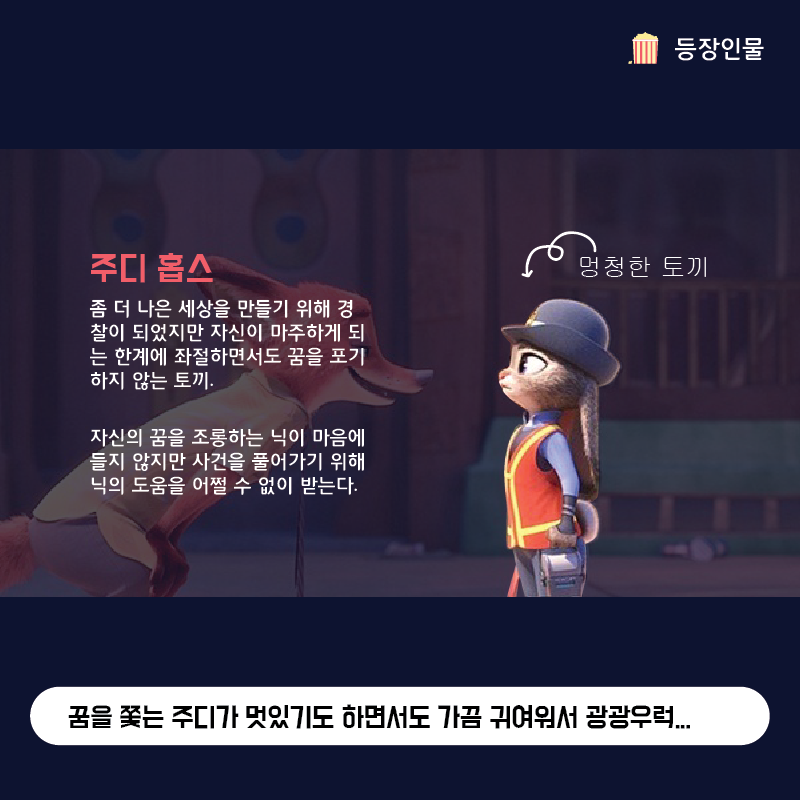 등장인물
주디 홉스
멍청한 토끼
좀 더 나은 세상을 만들기 위해 경
찰이 되었지만 자신이 마주하게 되
는 한계에 좌절하면서도 꿈을 포기
하지 않는 토끼.
자신의 꿈을 조롱하는 닉이 마음에
들지 않지만 사건을 풀어가기 위해
닉의 도움을 어쩔 수 없이 받는다.
꿈을 쫓는 주디가 멋있기도 하면서도 가끔 귀여워서 광광우럭...